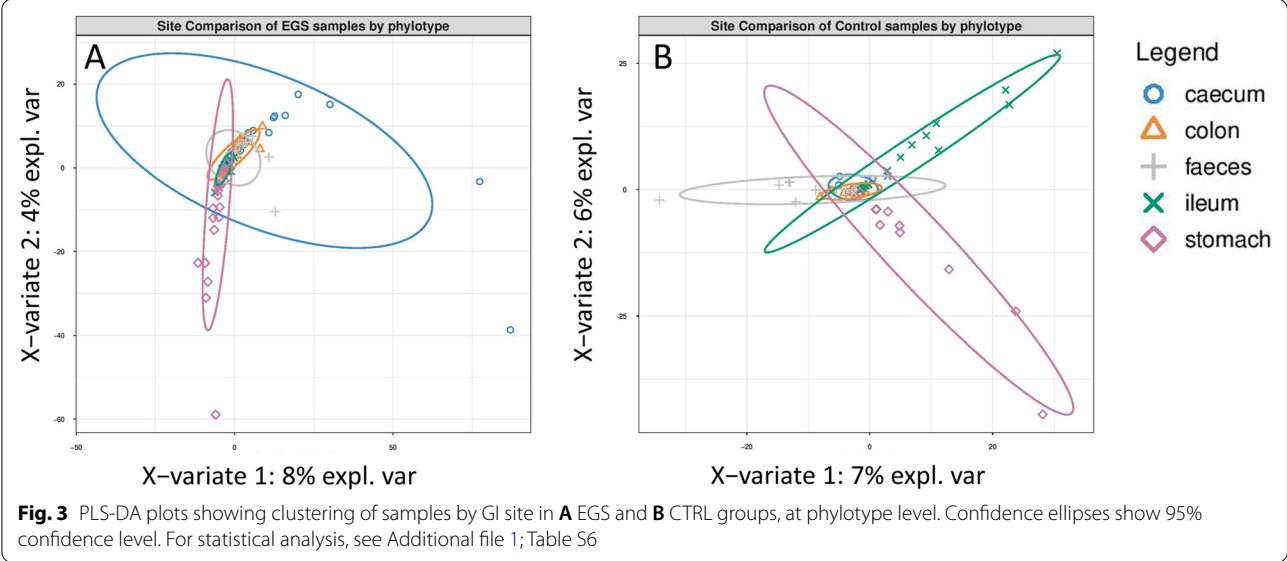 Site Comparison of EGS samples by phylotype
A
20
0
-20
-40
-60
-50
0
50
X−variate 2: 4% expl. var
X−variate 1: 8% expl. var
Site Comparison of Control samples by phylotype
B
25
0
-25
−20
0
20
X−variate 2: 6% expl. var
X−variate 1: 7% expl. var
Legend
caecum
colon
faeces
ileum
stomach
Fig. 3 PLS-DA plots showing clustering of samples by GI site in A EGS and B CTRL groups, at phylotype level. Confidence ellipses show 95%
confidence level. For statistical analysis, see Additional file 1; Table S6